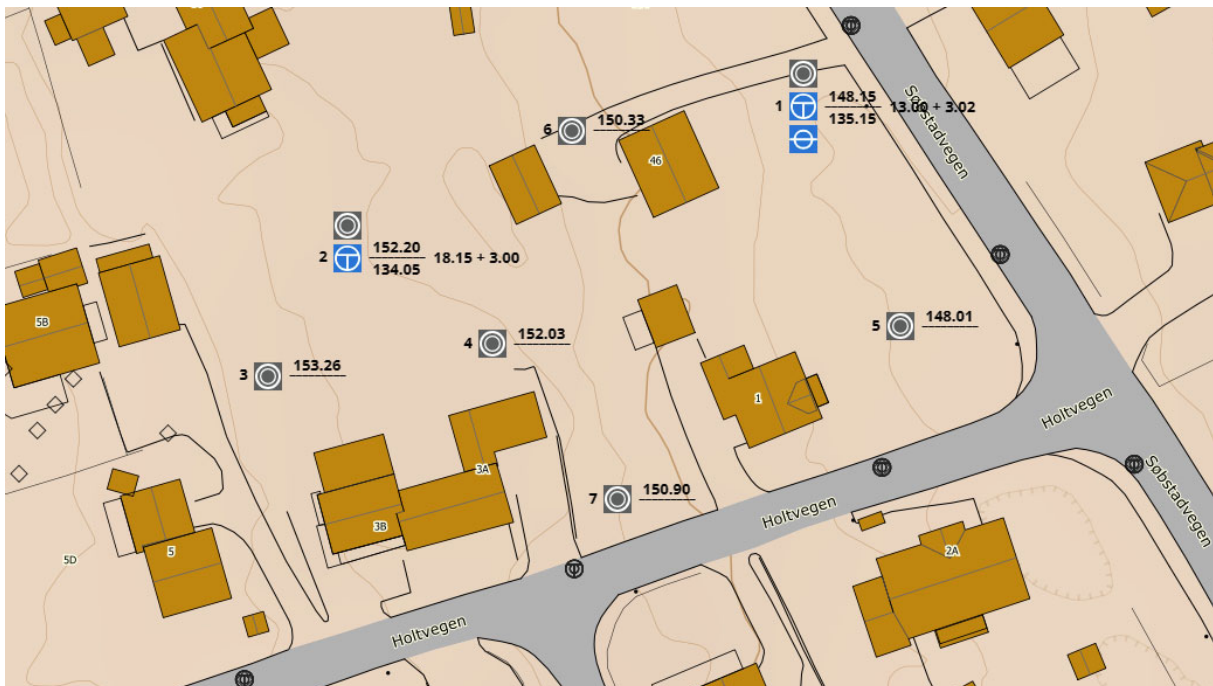 Søbstadvegen
1 148.15 13.00 + 3.02
135.15
6 150.33
46
2 152.20 18.15 + 3.00
134.05
5B
5 148.01
4 152.03
3 153.26
1
Holtvegen
3A
Søbstadvegen
7 150.90
Holtvegen
3B
5
2A
5D
Holtvegen